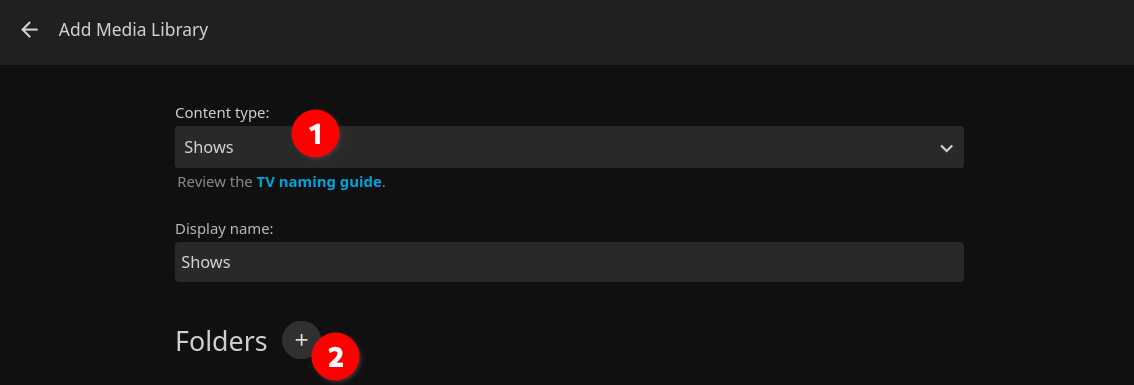 Add Media Library
Content type:
1
Shows
Review the TV naming guide.
Display name:
Shows
Folders +
2